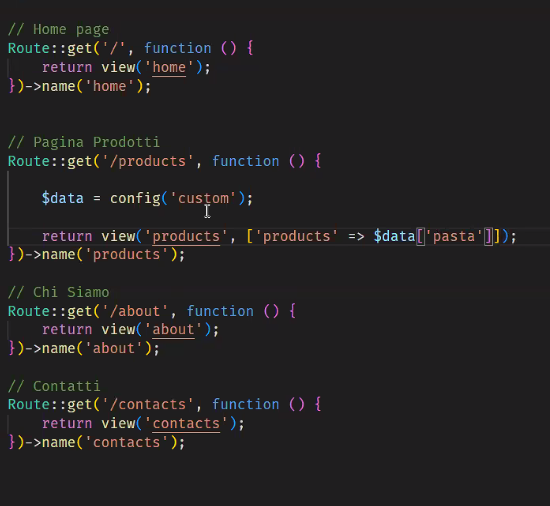 // Home page
Route::get('/', function () {
    return view('home');
})->name('home');
// Pagina Prodotti
Route::get('/products', function () {
    $data = config('custom');
    return view('products', ['products' => $data['pasta']]);
})->name('products');
// Chi Siamo
Route::get('/about', function () {
    return view('about');
})->name('about');
// Contatti
Route::get('/contacts', function () {
    return view('contacts');
})->name('contacts');